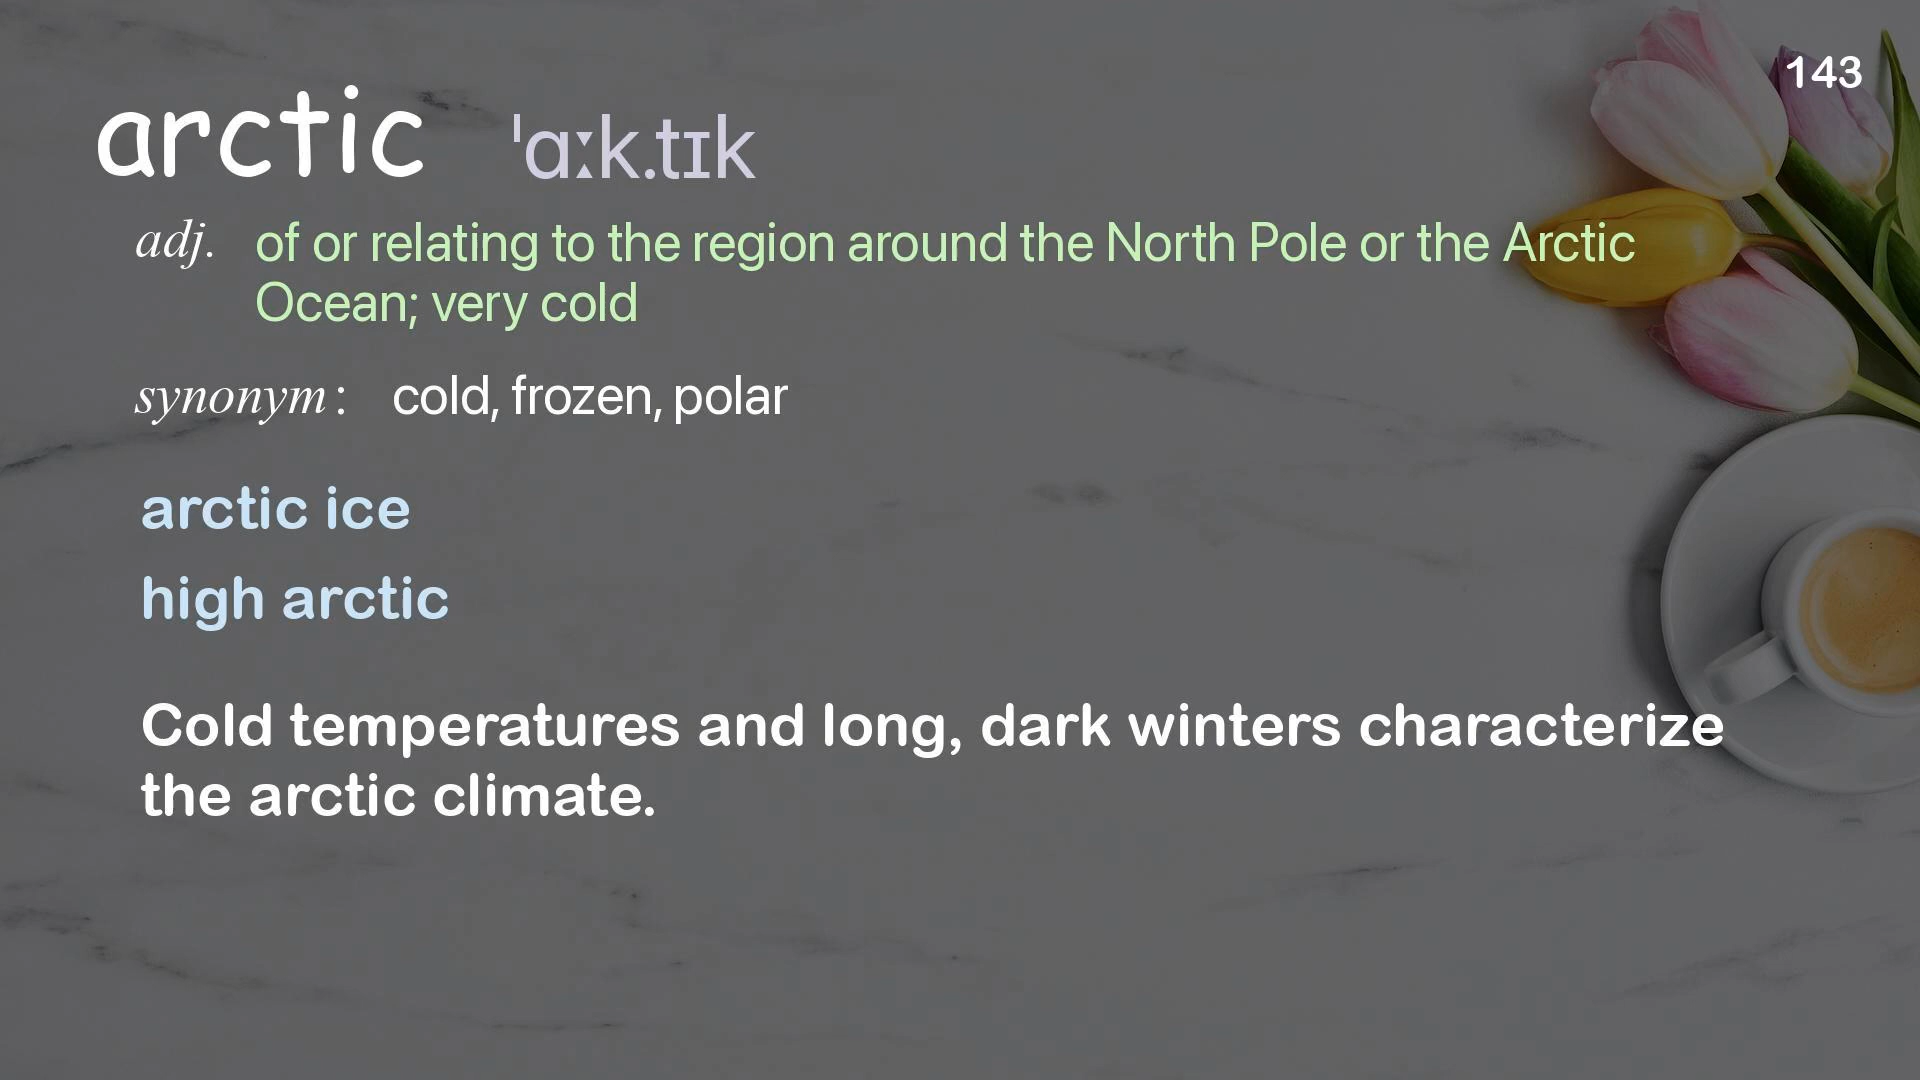 143
arctic ˈɑːk.tɪk
adj. of or relating to the region around the North Pole or the Arctic
Ocean; very cold
synonym: cold, frozen, polar
arctic ice
high arctic
Cold temperatures and long, dark winters characterize
the arctic climate.